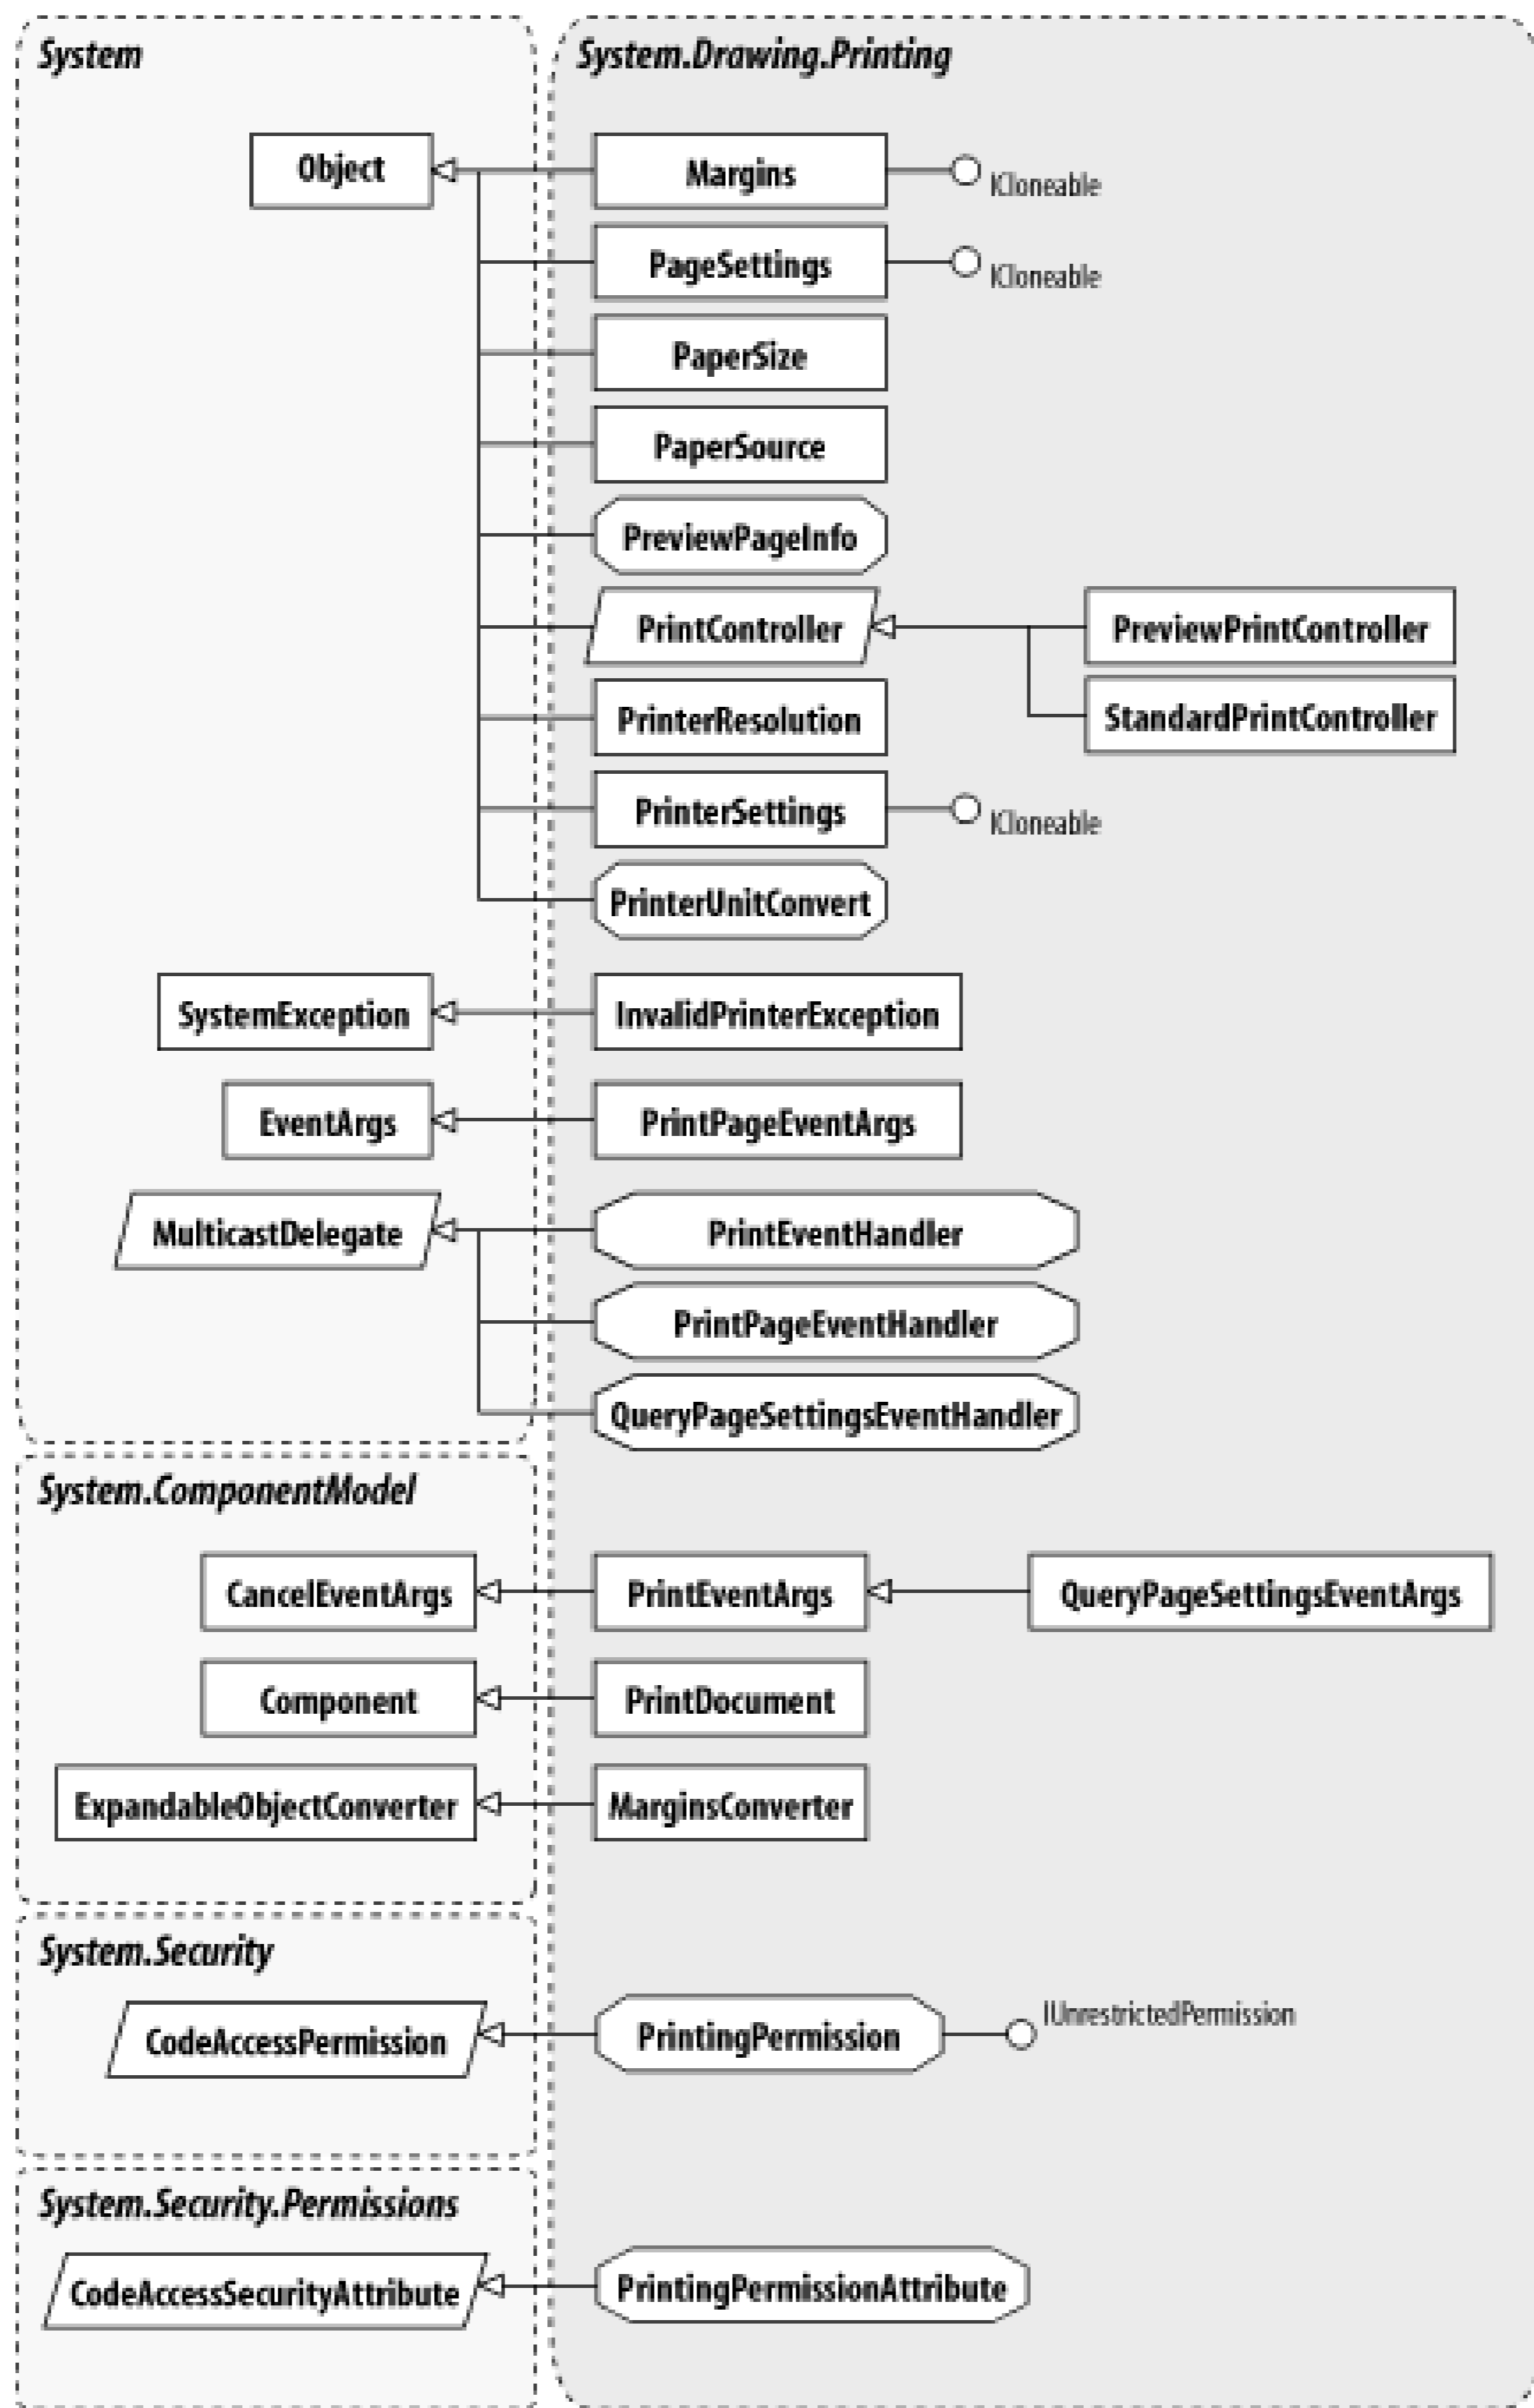 System
System.Drawing.Printing
Object
Margins
ICloneable
PageSettings
ICloneable
PaperSize
PaperSource
PreviewPageInfo
PrintController
PreviewPrintController
PrinterResolution
StandardPrintController
PrinterSettings
ICloneable
PrinterUnitConvert
SystemException
InvalidPrinterException
EventArgs
PrintPageEventArgs
MulticastDelegate
PrintEventHandler
PrintPageEventHandler
QueryPageSettingsEventHandler
System.ComponentModel
CancelEventArgs
PrintEventArgs
QueryPageSettingsEventArgs
Component
PrintDocument
ExpandableObjectConverter
MarginsConverter
System.Security
CodeAccessPermission
PrintingPermission
IUnrestrictedPermission
System.Security.Permissions
CodeAccessSecurityAttribute
PrintingPermissionAttribute